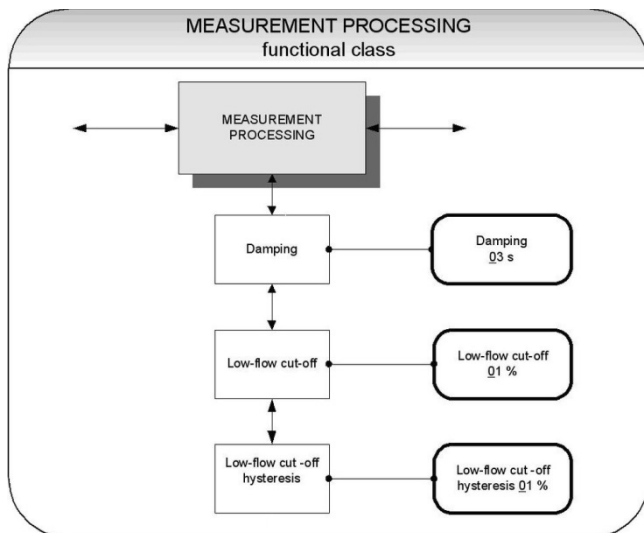 MEASUREMENT PROCESSING
functional class
MEASUREMENT
PROCESSING
Damping
Damping
03 s
Low-flow cut-off
Low-flow cut-off
01 %
Low-flow cut -off
hysteresis
Low-flow cut -off
hysteresis 01 %